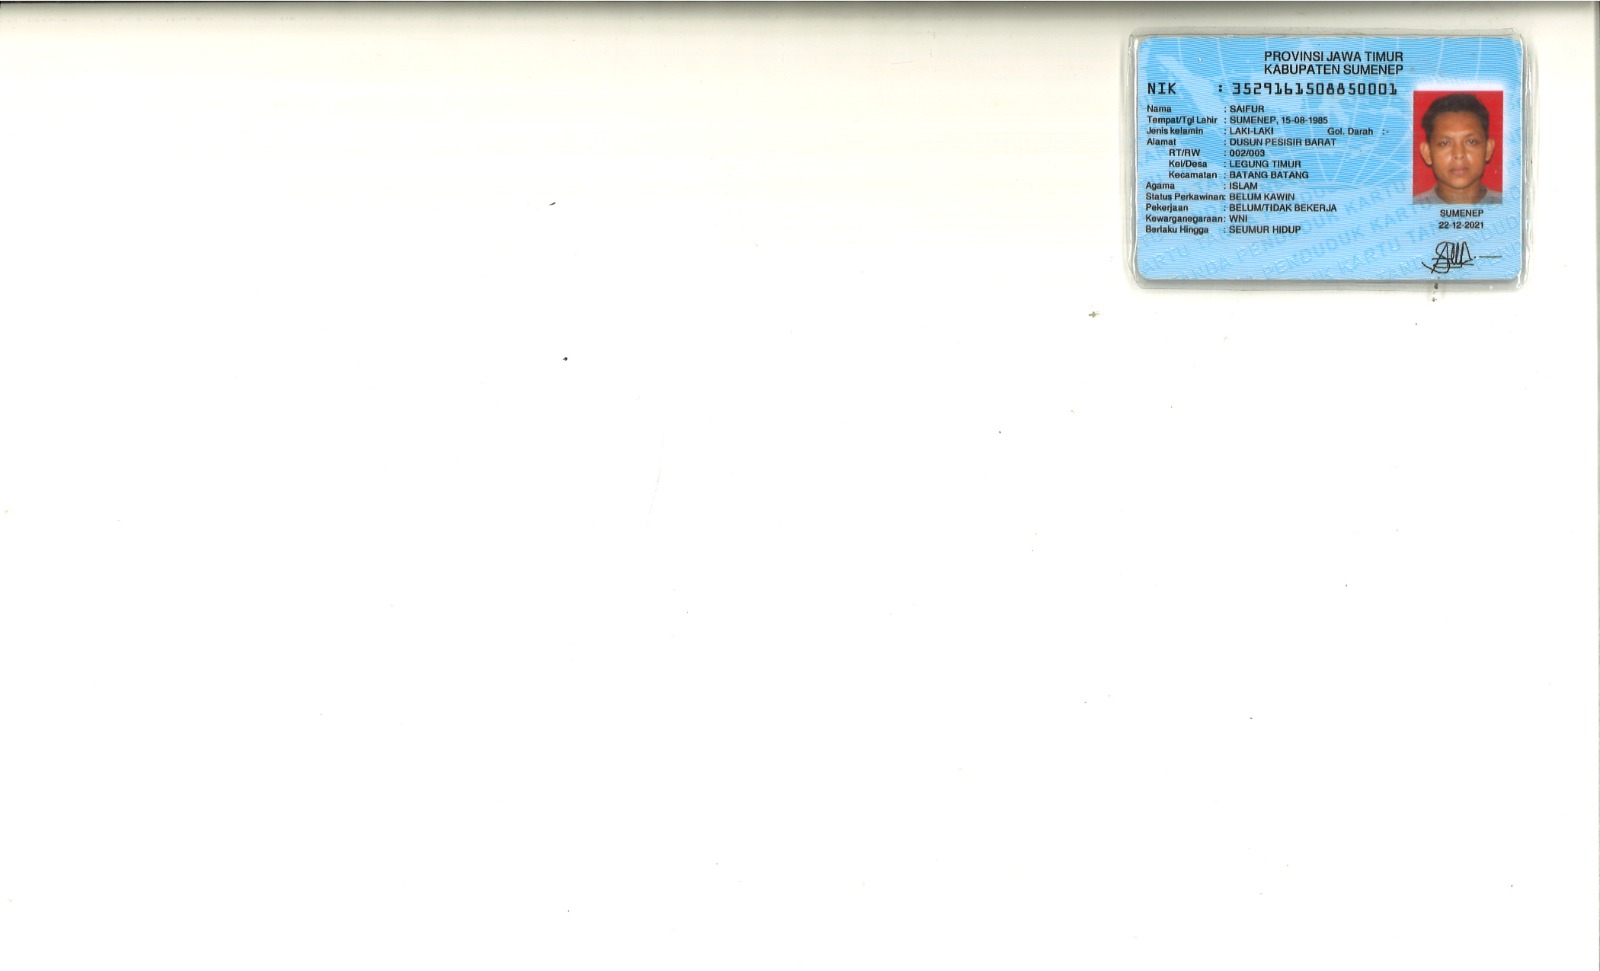 PROVINSI JAWA TIMUR
KABUPATEN SUMENEP
NIK : 3529161508850001
Nama : SAIFUR
Tempat/Tgl Lahir : SUMENEP, 15-08-1985
Jenis kelamin : LAKI-LAKI Gol. Darah : -
Alamat : DUSUN PESISIR BARAT
RT/RW : 002/003
Kel/Desa : LEGUNG TIMUR
Kecamatan : BATANG BATANG
Agama : ISLAM
Status Perkawinan: BELUM KAWIN
Pekerjaan : BELUM/TIDAK BEKERJA
Kewarganegaraan: WNI
Berlaku Hingga : SEUMUR HIDUP
SUMENEP
22-12-2021